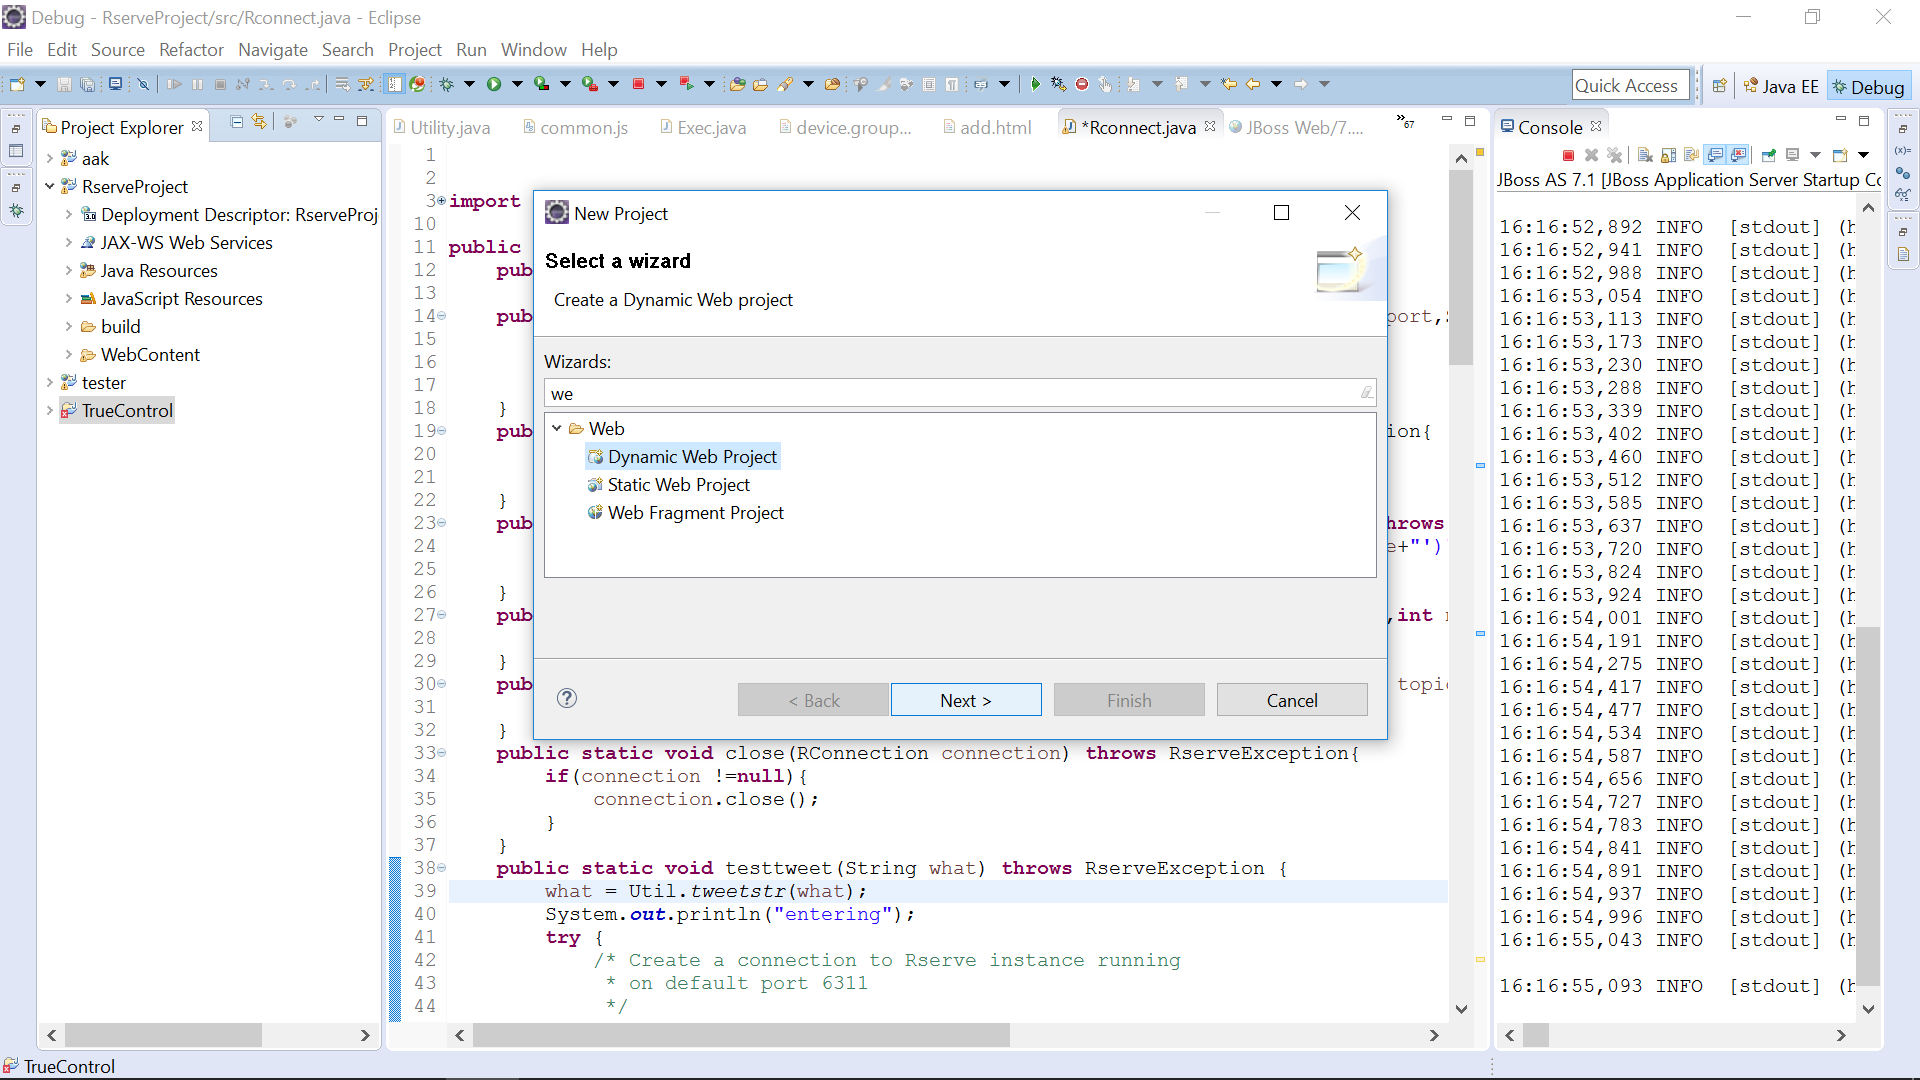 Debug - RserveProject/src/Rconnect.java - Eclipse
File Edit Source Refactor Navigate Search Project Run Window Help
Quick Access
Java EE
Debug
Project Explorer
aak
RserveProject
Deployment Descriptor: RserveProj
JAX-WS Web Services
Java Resources
JavaScript Resources
build
WebContent
tester
TrueControl
Utility.java common.js Exec.java device.group... add.html *Rconnect.java JBoss Web/7.... »67
1
2
3 import
10
11 public
12 pub
13
14 pub port,
15
16
17
18 }
19 pub ion{
20
21
22 }
23 pub hrows
24 e+"')
25
26 }
27 pub ,int
28
29 }
30 pub topic
31
32 }
33 public static void close(RConnection connection) throws RserveException{
34 if(connection !=null){
35 connection.close();
36 }
37 }
38 public static void testtweet(String what) throws RserveException {
39 what = Util.tweetstr(what);
40 System.out.println("entering");
41 try {
42 /* Create a connection to Rserve instance running
43 * on default port 6311
44 */
New Project
Select a wizard
Create a Dynamic Web project
Wizards:
we
Web
Dynamic Web Project
Static Web Project
Web Fragment Project
< Back Next > Finish Cancel
Console
JBoss AS 7.1 [JBoss Application Server Startup Co
16:16:52,892 INFO [stdout] (h
16:16:52,941 INFO [stdout] (h
16:16:52,988 INFO [stdout] (h
16:16:53,054 INFO [stdout] (h
16:16:53,113 INFO [stdout] (h
16:16:53,173 INFO [stdout] (h
16:16:53,230 INFO [stdout] (h
16:16:53,288 INFO [stdout] (h
16:16:53,339 INFO [stdout] (h
16:16:53,402 INFO [stdout] (h
16:16:53,460 INFO [stdout] (h
16:16:53,512 INFO [stdout] (h
16:16:53,585 INFO [stdout] (h
16:16:53,637 INFO [stdout] (h
16:16:53,720 INFO [stdout] (h
16:16:53,824 INFO [stdout] (h
16:16:53,924 INFO [stdout] (h
16:16:54,001 INFO [stdout] (h
16:16:54,191 INFO [stdout] (h
16:16:54,275 INFO [stdout] (h
16:16:54,417 INFO [stdout] (h
16:16:54,477 INFO [stdout] (h
16:16:54,534 INFO [stdout] (h
16:16:54,587 INFO [stdout] (h
16:16:54,656 INFO [stdout] (h
16:16:54,727 INFO [stdout] (h
16:16:54,783 INFO [stdout] (h
16:16:54,841 INFO [stdout] (h
16:16:54,891 INFO [stdout] (h
16:16:54,937 INFO [stdout] (h
16:16:54,996 INFO [stdout] (h
16:16:55,043 INFO [stdout] (h
16:16:55,093 INFO [stdout] (h
TrueControl